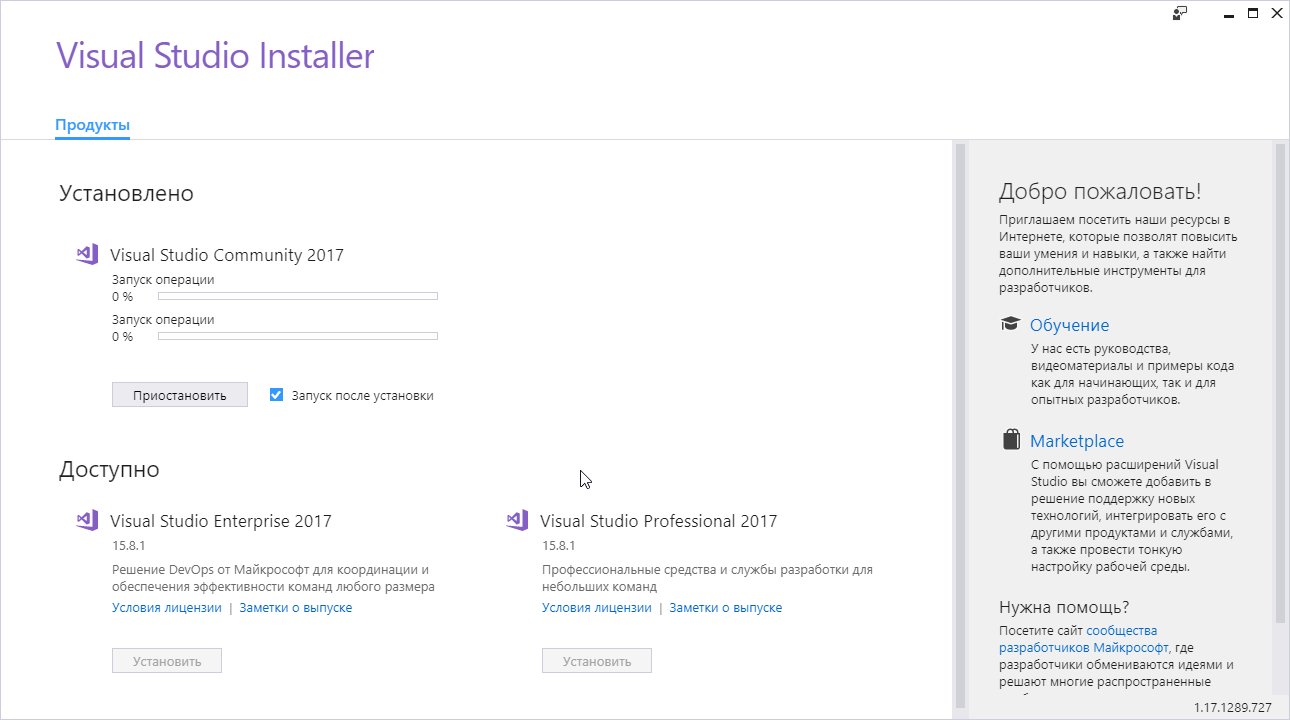 Visual Studio Installer
Продукты
Установлено
Visual Studio Community 2017
Запуск операции
0 %
Запуск операции
0 %
Приостановить
Запуск после установки
Доступно
Visual Studio Enterprise 2017
15.8.1
Решение DevOps от Майкрософт для координации и
обеспечения эффективности команд любого размера
Условия лицензии | Заметки о выпуске
Установить
Visual Studio Professional 2017
15.8.1
Профессиональные средства и службы разработки для
небольших команд
Условия лицензии | Заметки о выпуске
Установить
Добро пожаловать!
Приглашаем посетить наши ресурсы в
Интернете, которые позволят повысить
ваши умения и навыки, а также найти
дополнительные инструменты для
разработчиков.
Обучение
У нас есть руководства,
видеоматериалы и примеры кода
как для начинающих, так и для
опытных разработчиков.
Marketplace
С помощью расширений Visual
Studio вы сможете добавить в
решение поддержку новых
технологий, интегрировать его с
другими продуктами и службами,
а также провести тонкую
настройку рабочей среды.
Нужна помощь?
Посетите сайт сообщества
разработчиков Майкрософт, где
разработчики обмениваются идеями и
решают многие распространенные
1.17.1289.727